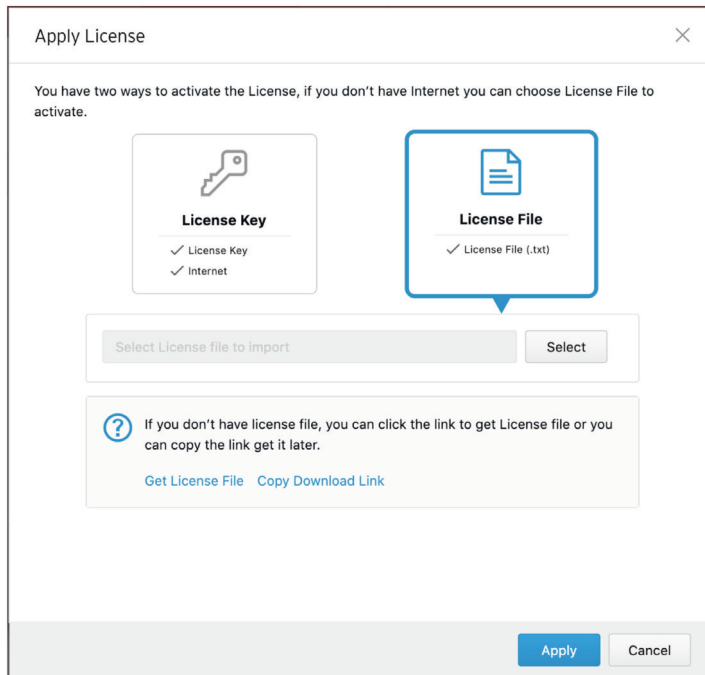 Apply License
You have two ways to activate the License, if you don’t have Internet you can choose License File to
activate.
License Key
License Key
Internet
License File
License File (.txt)
Select License file to import
Select
If you don’t have license file, you can click the link to get License file or you
can copy the link get it later.
Get License File Copy Download Link
Apply
Cancel